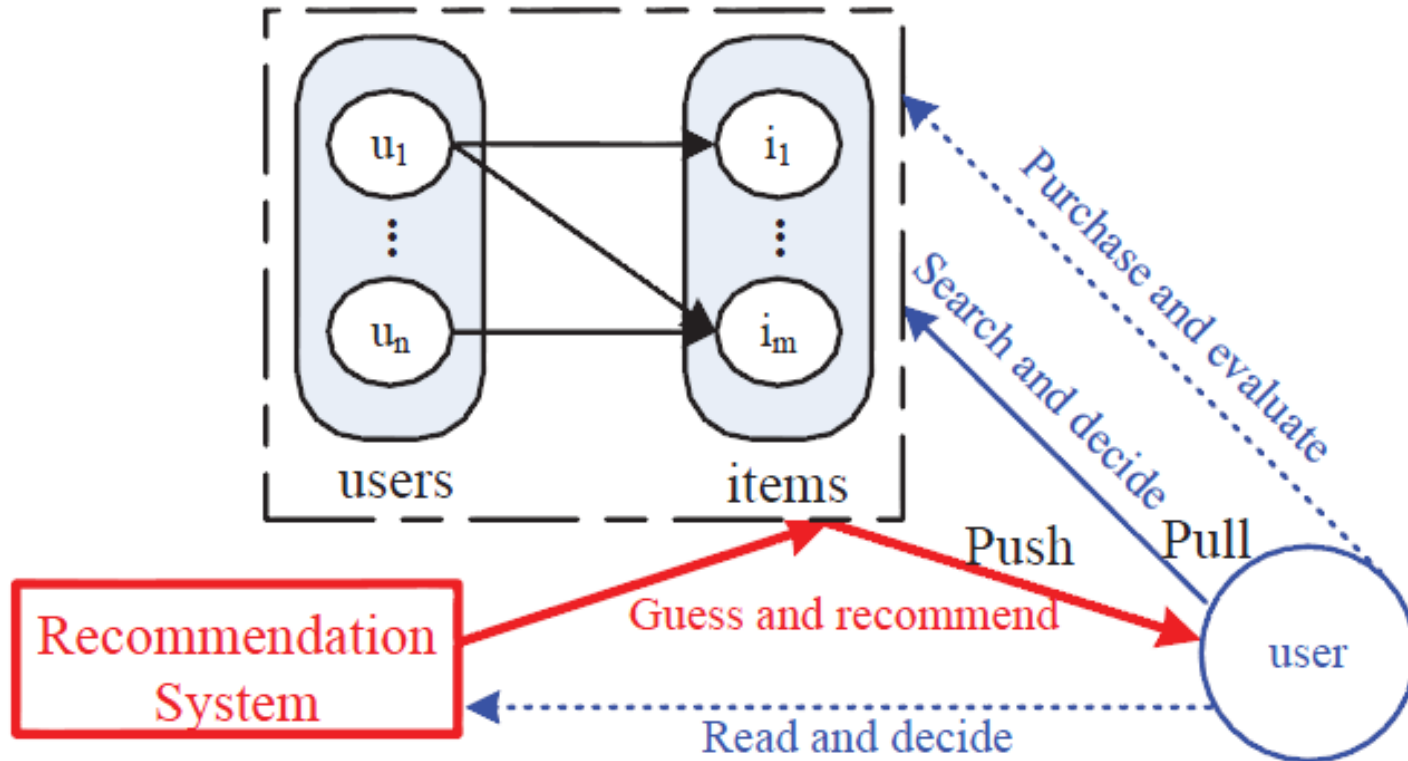 u1
i1
un
im
users
items
Purchase and evaluate
Search and decide
Push
Pull
Guess and recommend
Recommendation
System
user
Read and decide